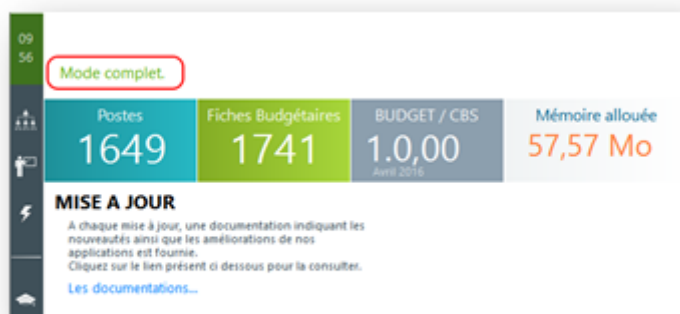 09
56
Mode complet.
Postes
1649
Fiches Budgétaires
1741
BUDGET / CBS
1.0,00
Avril 2016
Mémoire allouée
57,57 Mo
MISE A JOUR
A chaque mise à jour, une documentation indiquant les
nouveautés ainsi que les améliorations de nos
applications est fournie.
Cliquez sur le lien présent ci dessous pour la consulter.
Les documentations...